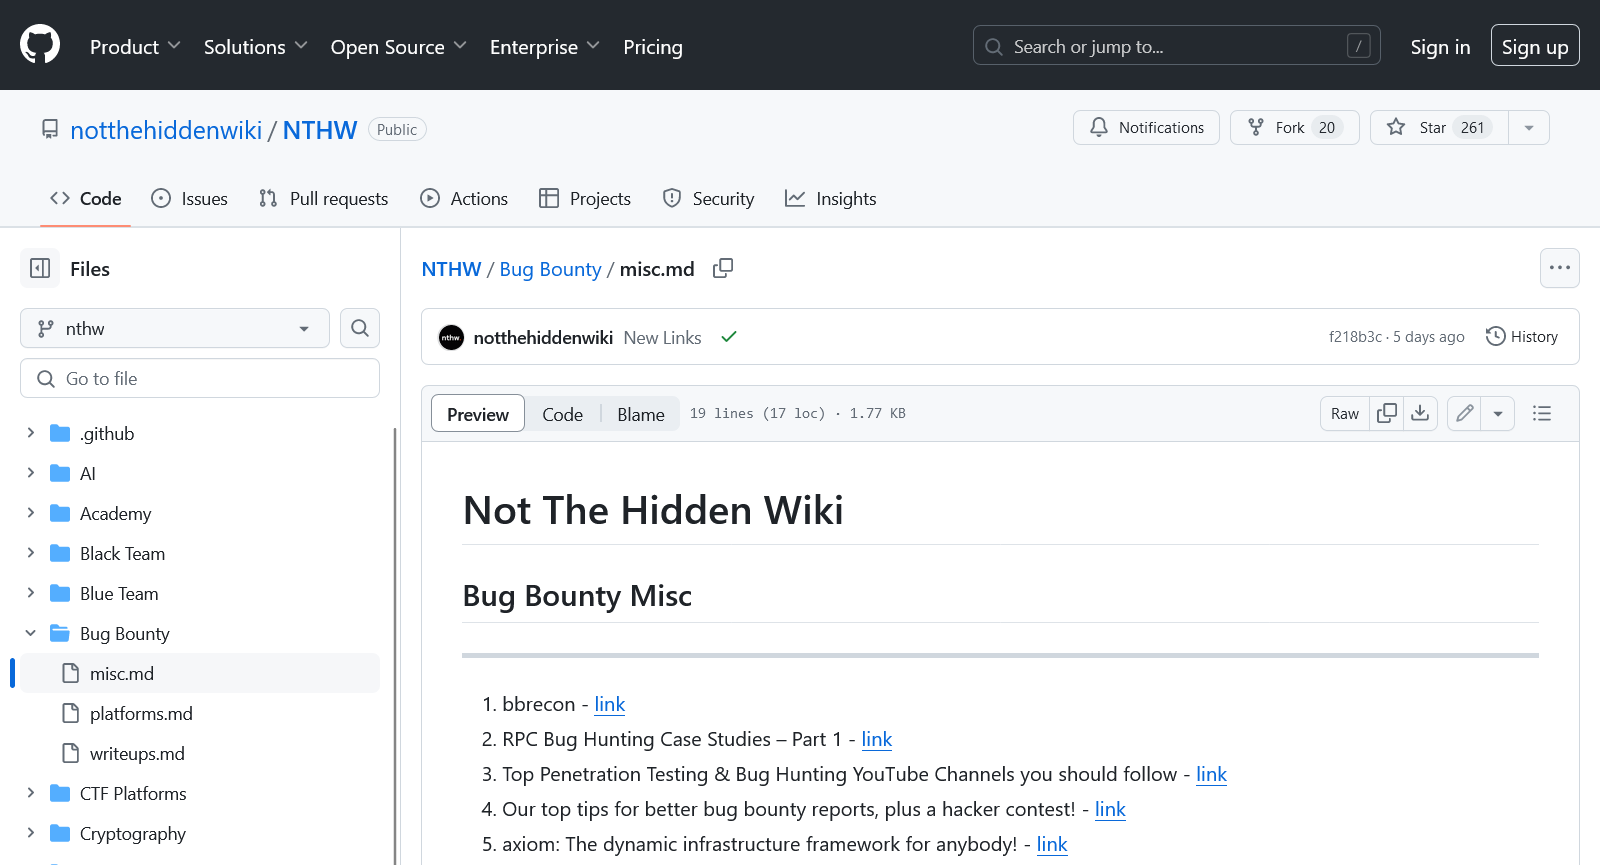 Product Solutions Open Source Enterprise Pricing Search or jump to... / Sign in Sign up
notthehiddenwiki / NTHW Public Notifications Fork 20 Star 261
Code Issues Pull requests Actions Projects Security Insights
Files
nthw
Go to file
.github
AI
Academy
Black Team
Blue Team
Bug Bounty
misc.md
platforms.md
writeups.md
CTF Platforms
Cryptography
NTHW / Bug Bounty / misc.md
nthw notthehiddenwiki New Links f218b3c · 5 days ago History
Preview Code Blame 19 lines (17 loc) · 1.77 KB Raw
Not The Hidden Wiki
Bug Bounty Misc
1. bbrecon - link
2. RPC Bug Hunting Case Studies – Part 1 - link
3. Top Penetration Testing & Bug Hunting YouTube Channels you should follow - link
4. Our top tips for better bug bounty reports, plus a hacker contest! - link
5. axiom: The dynamic infrastructure framework for anybody! - link